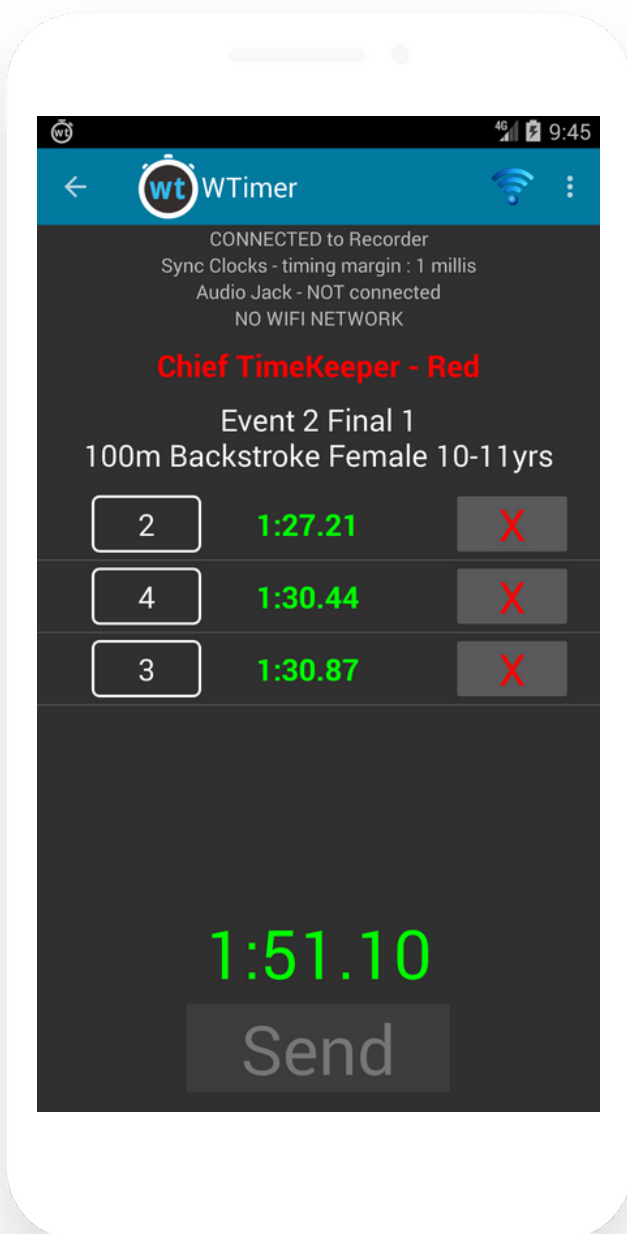 wt 4G 9:45
wt WTimer
CONNECTED to Recorder
Sync Clocks - timing margin : 1 millis
Audio Jack - NOT connected
NO WIFI NETWORK
Chief TimeKeeper - Red
Event 2 Final 1
100m Backstroke Female 10-11yrs
2 1:27.21 X
4 1:30.44 X
3 1:30.87 X
1:51.10
Send